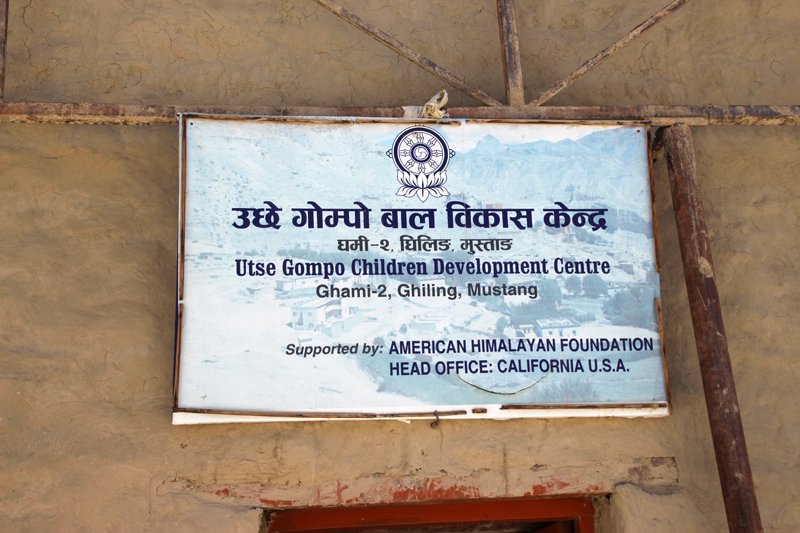 उछे गोम्पो बाल विकास केन्द्र
घमी-२, घिलिङ, मुस्ताङ
Utse Gompo Children Development Centre
Ghami-2, Ghiling, Mustang
Supported by: AMERICAN HIMALAYAN FOUNDATION
HEAD OFFICE: CALIFORNIA U.S.A.